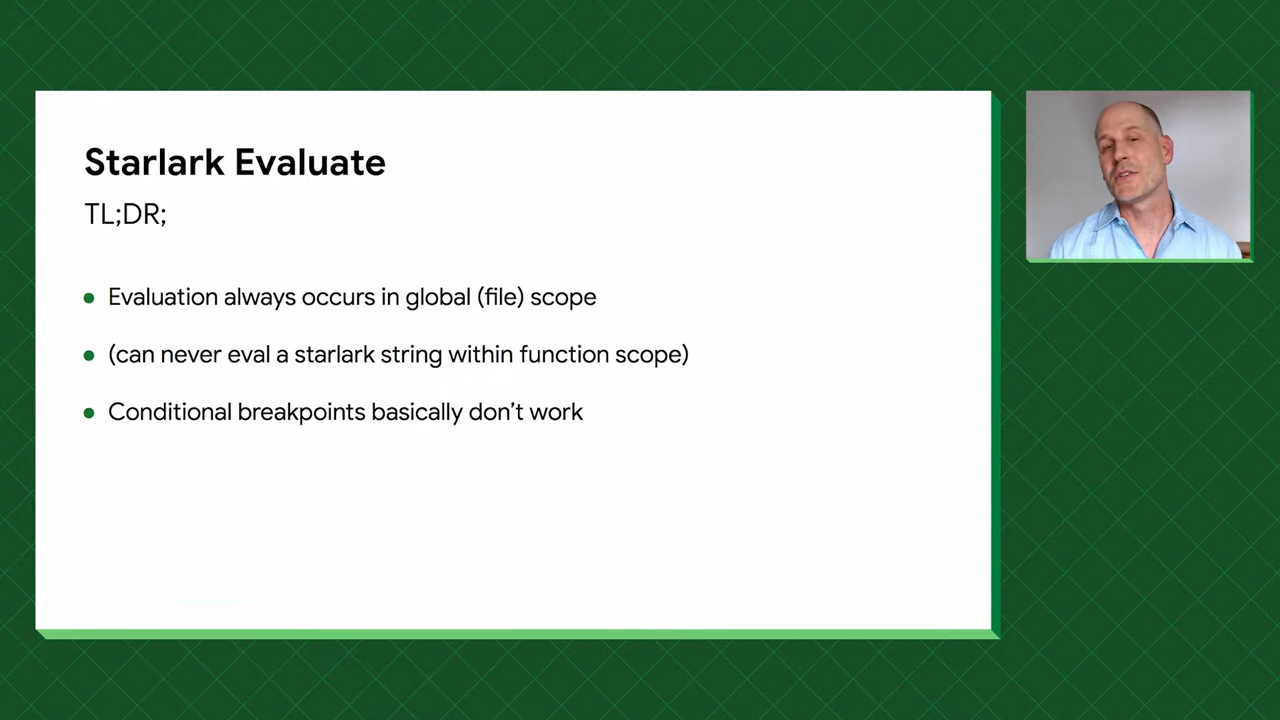 Starlark Evaluate
TL;DR;
Evaluation always occurs in global (file) scope
(can never eval a starlark string within function scope)
Conditional breakpoints basically don’t work